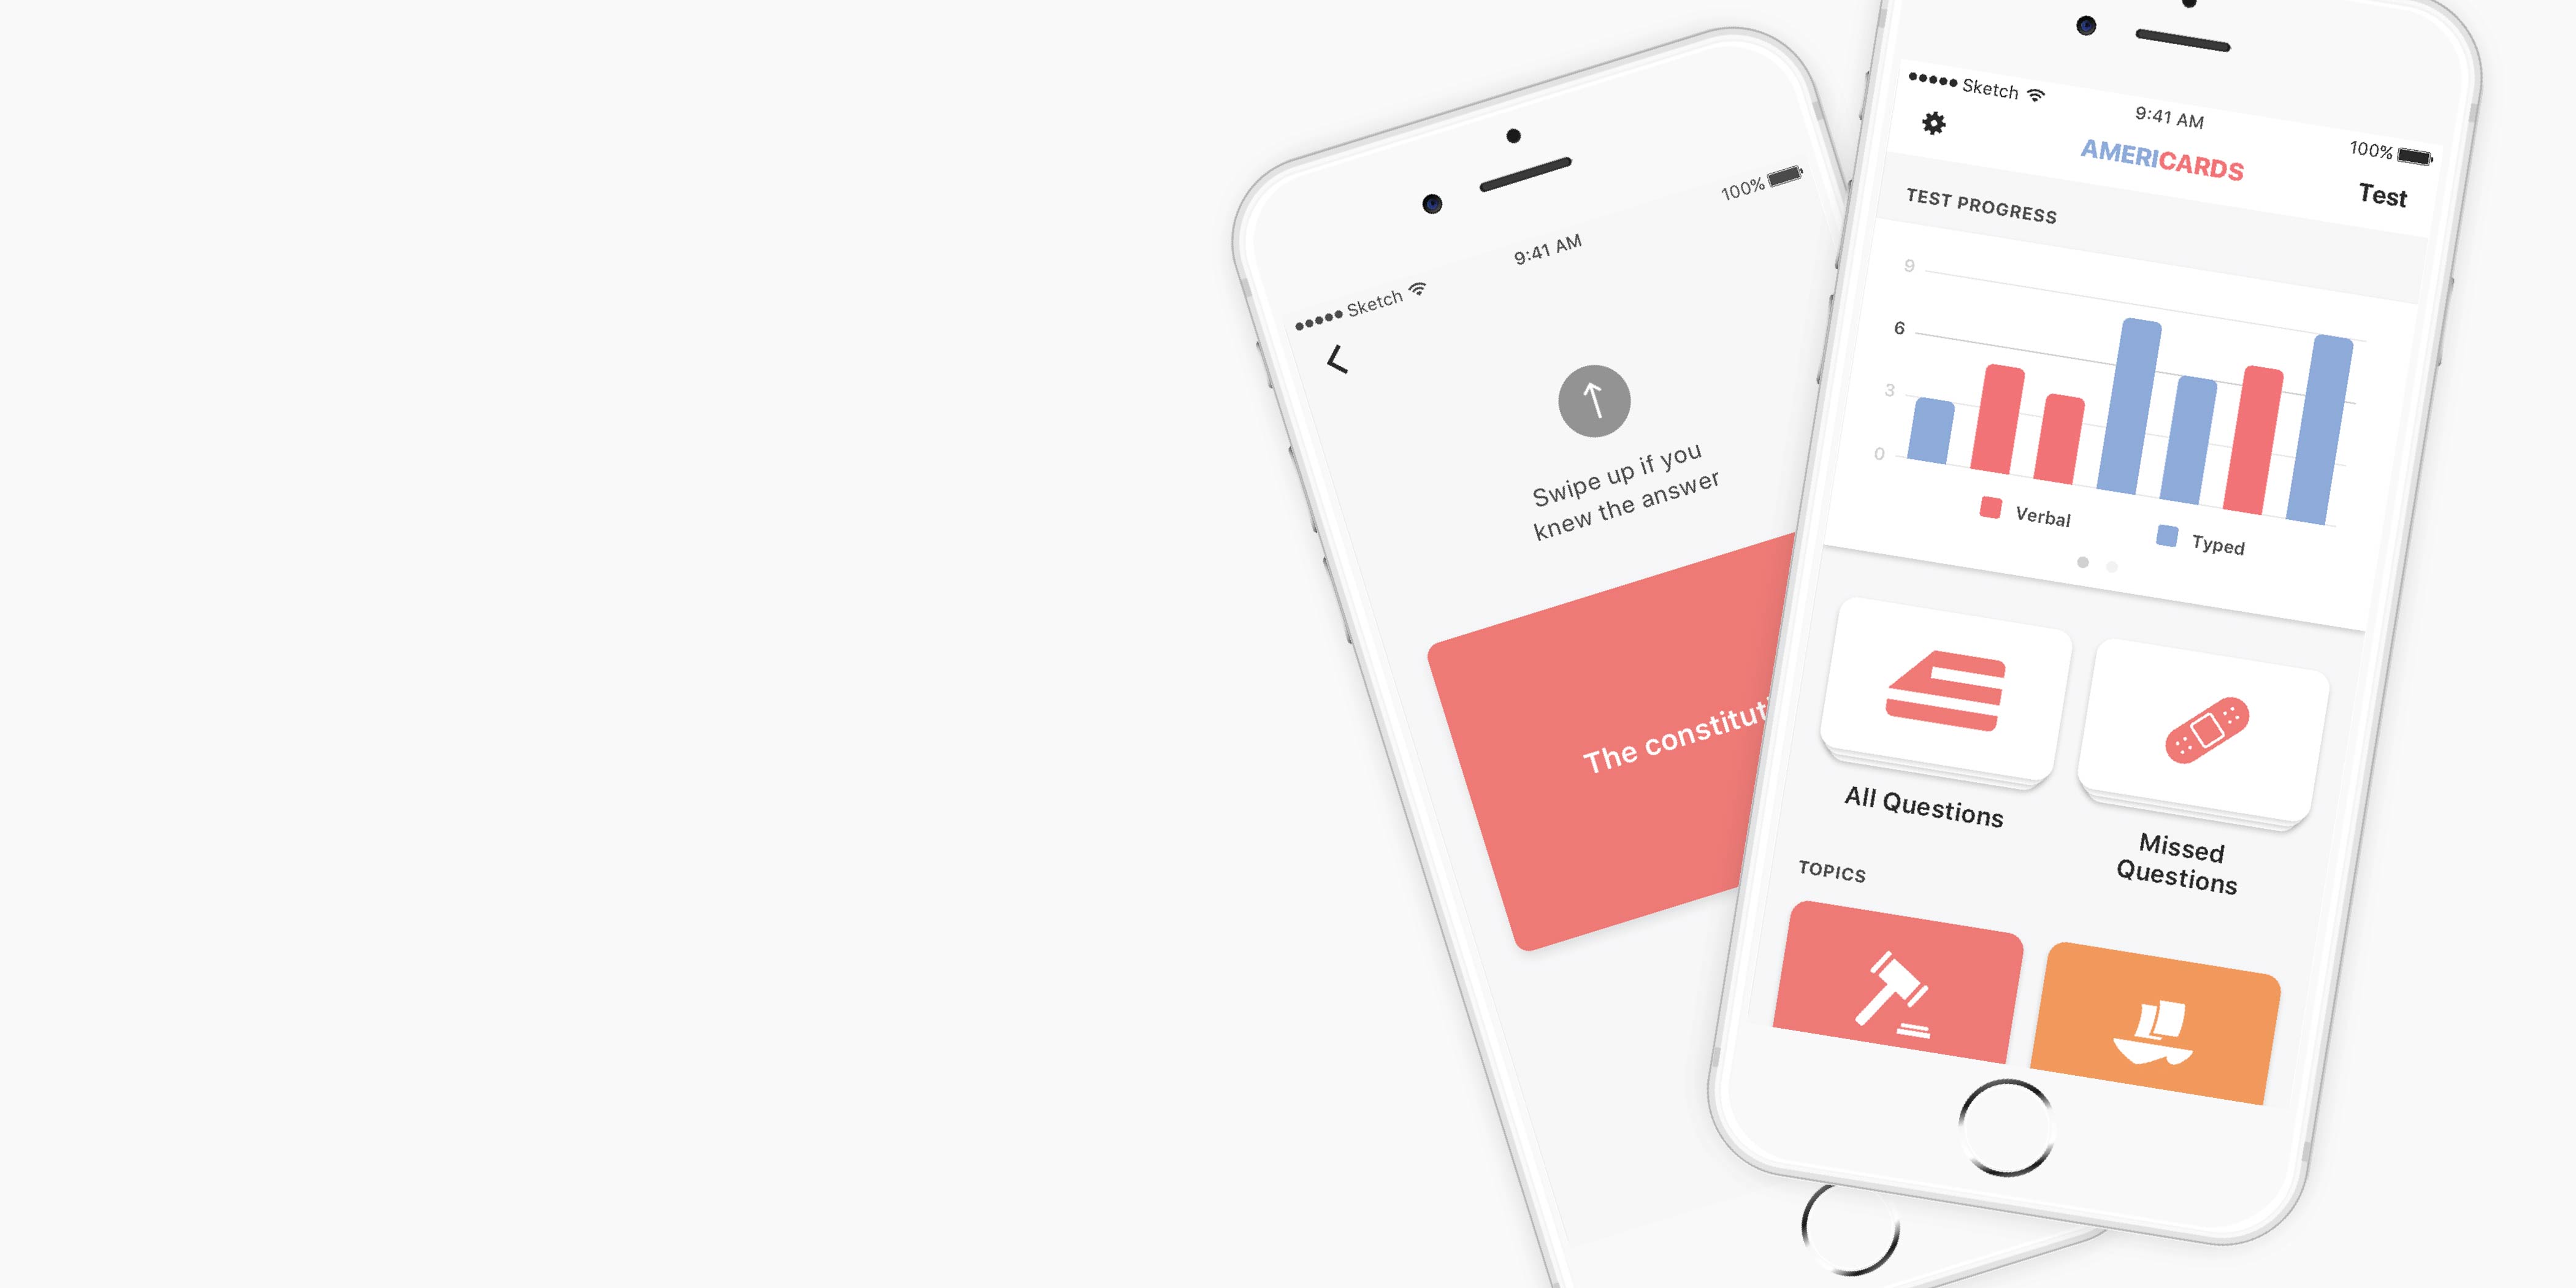 Sketch
9:41 AM
100%
Swipe up if you
knew the answer
The
Sketch
9:41 AM
100%
AMERICARDS
Test
TEST PROGRESS
9
6
3
0
Verbal
Typed
All Questions
Missed
Questions
TOPICS